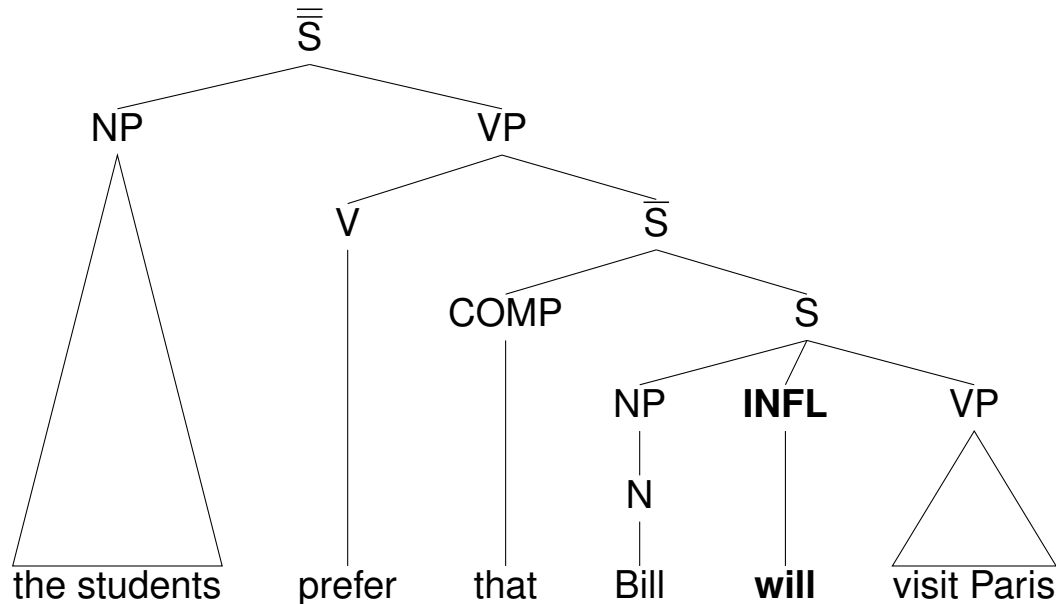 S̿
NP VP
V S̅
COMP S
NP INFL VP
N
the students prefer that Bill will visit Paris